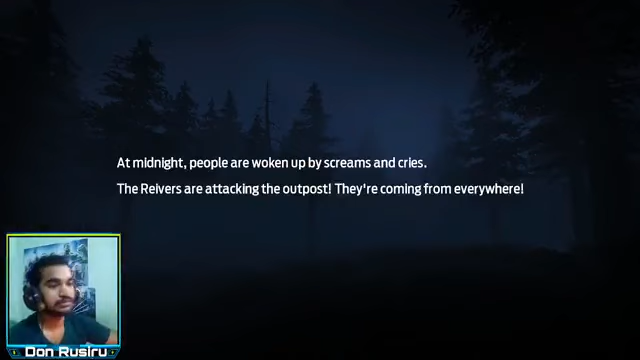 At midnight, people are woken up by screams and cries.
The Reivers are attacking the outpost! They're coming from everywhere!
Don Rusiru